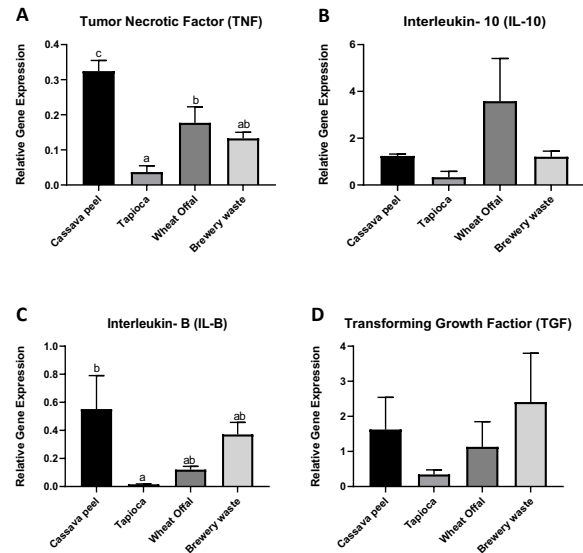 A
Tumor Necrotic Factor (TNF)
Relative Gene Expression
0.4
0.3
0.2
0.1
0.0
c
a
b
ab
Cassava peel
Tapioca
Wheat Offal
Brewery waste
B
Interleukin- 10 (IL-10)
Relative Gene Expression
6
4
2
0
Cassava peel
Tapioca
Wheat Offal
Brewery waste
C
Interleukin- B (IL-B)
Relative Gene Expression
1.0
0.8
0.6
0.4
0.2
0.0
b
a
ab
ab
Cassava peel
Tapioca
Wheat Offal
Brewery waste
D
Transforming Growth Factior (TGF)
Relative Gene Expression
4
3
2
1
0
Cassava peel
Tapioca
Wheat Offal
Brewery waste